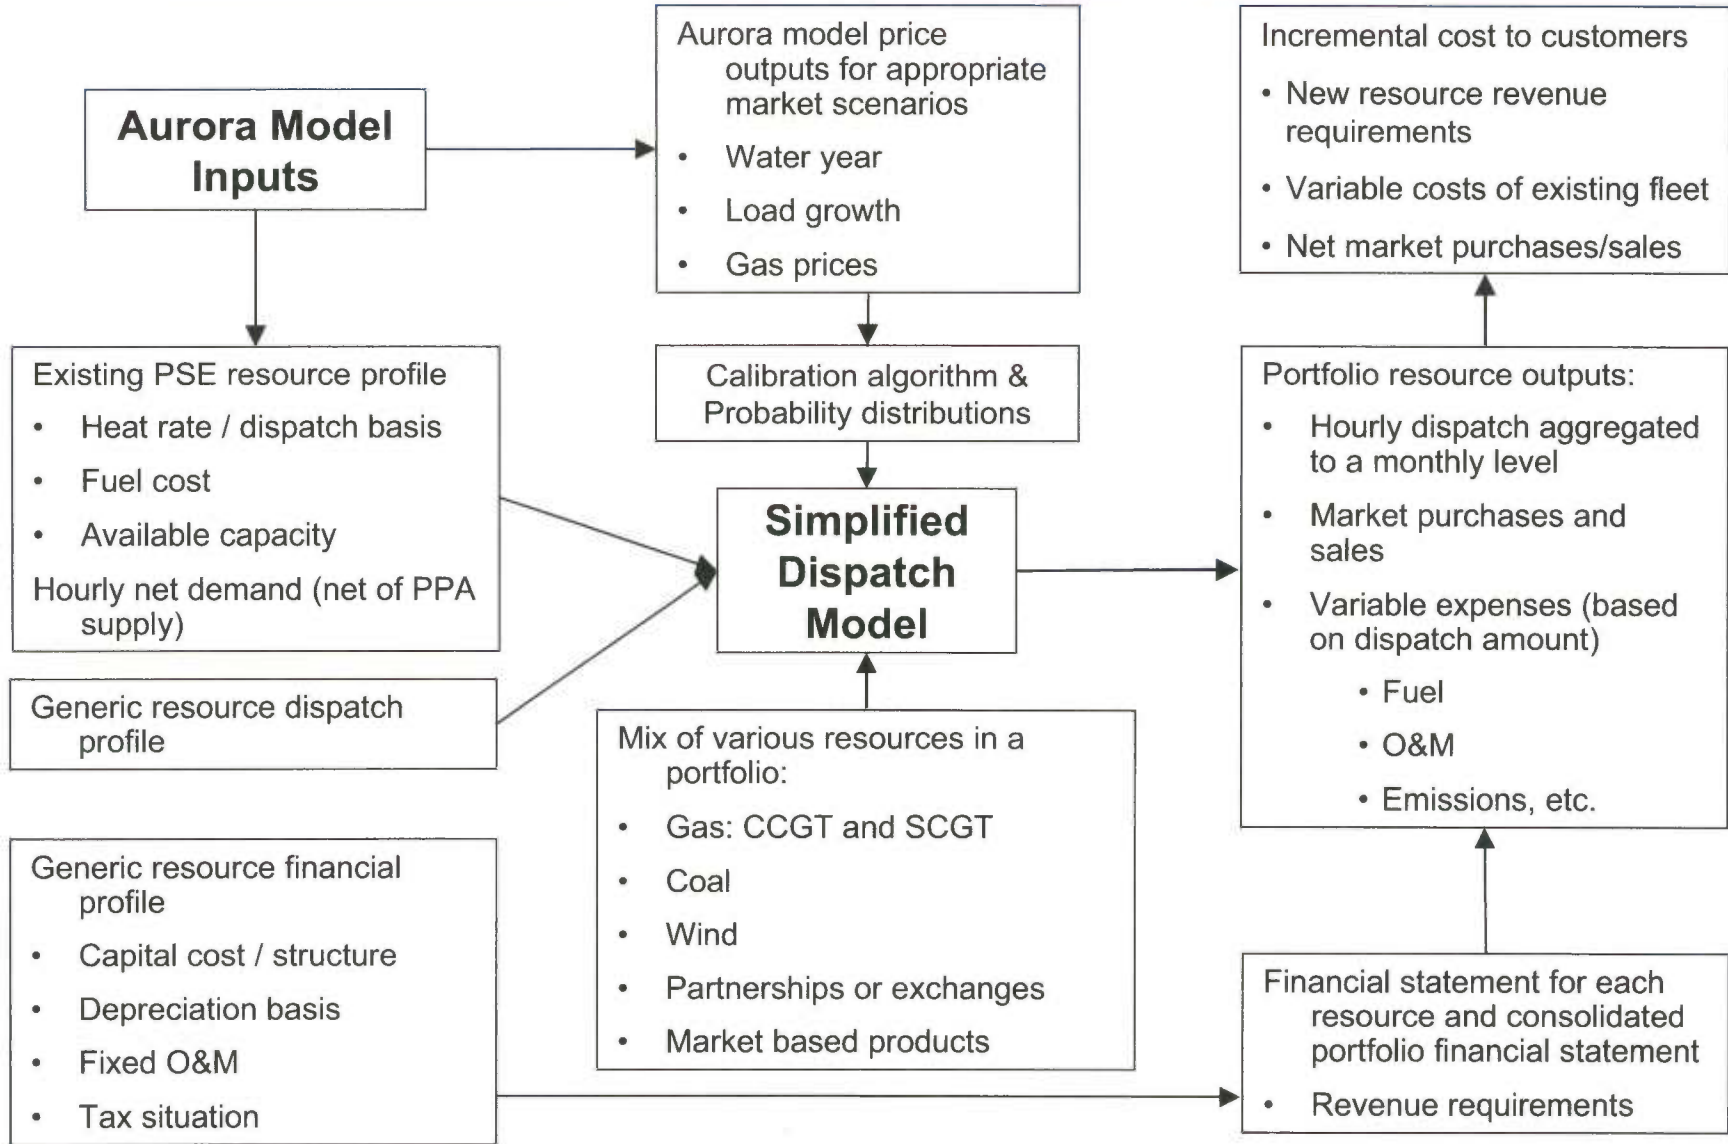 Aurora Model
Inputs
Aurora model price
outputs for appropriate
market scenarios
• Water year
• Load growth
• Gas prices
Incremental cost to customers
• New resource revenue
requirements
• Variable costs of existing fleet
• Net market purchases/sales
Existing PSE resource profile
• Heat rate / dispatch basis
• Fuel cost
• Available capacity
Hourly net demand (net of PPA
supply)
Calibration algorithm &
Probability distributions
Simplified
Dispatch
Model
Portfolio resource outputs:
• Hourly dispatch aggregated
to a monthly level
• Market purchases and
sales
• Variable expenses (based
on dispatch amount)
• Fuel
• O&M
• Emissions, etc.
Generic resource dispatch
profile
Mix of various resources in a
portfolio:
• Gas: CCGT and SCGT
• Coal
• Wind
• Partnerships or exchanges
• Market based products
Generic resource financial
profile
• Capital cost / structure
• Depreciation basis
• Fixed O&M
• Tax situation
Financial statement for each
resource and consolidated
portfolio financial statement
• Revenue requirements